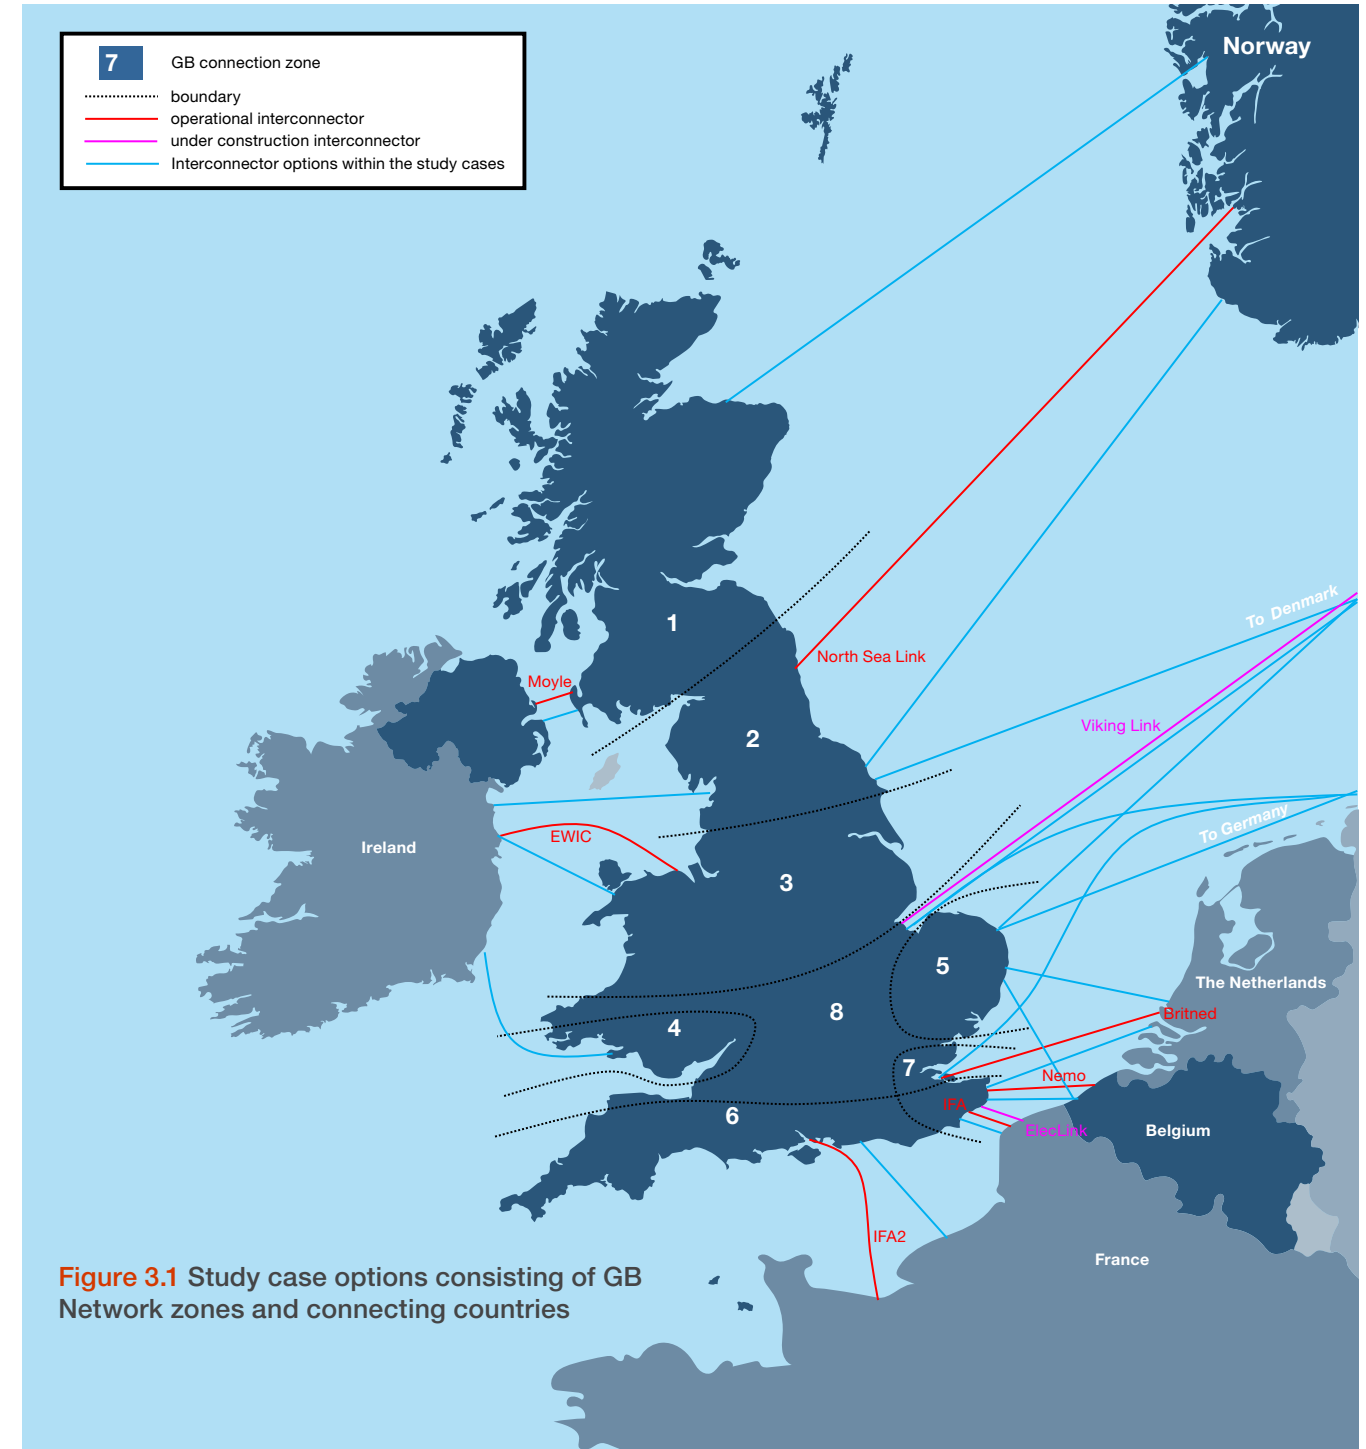 7 GB connection zone
boundary
operational interconnector
under construction interconnector
Interconnector options within the study cases
Norway
1
To Denmark
North Sea Link
Moyle
Viking Link
2
To Germany
EWIC
Ireland
3
5
The Netherlands
8
Britned
4
7
Nemo
IFA
6
ElecLink
Belgium
IFA2
France
Figure 3.1 Study case options consisting of GB
Network zones and connecting countries